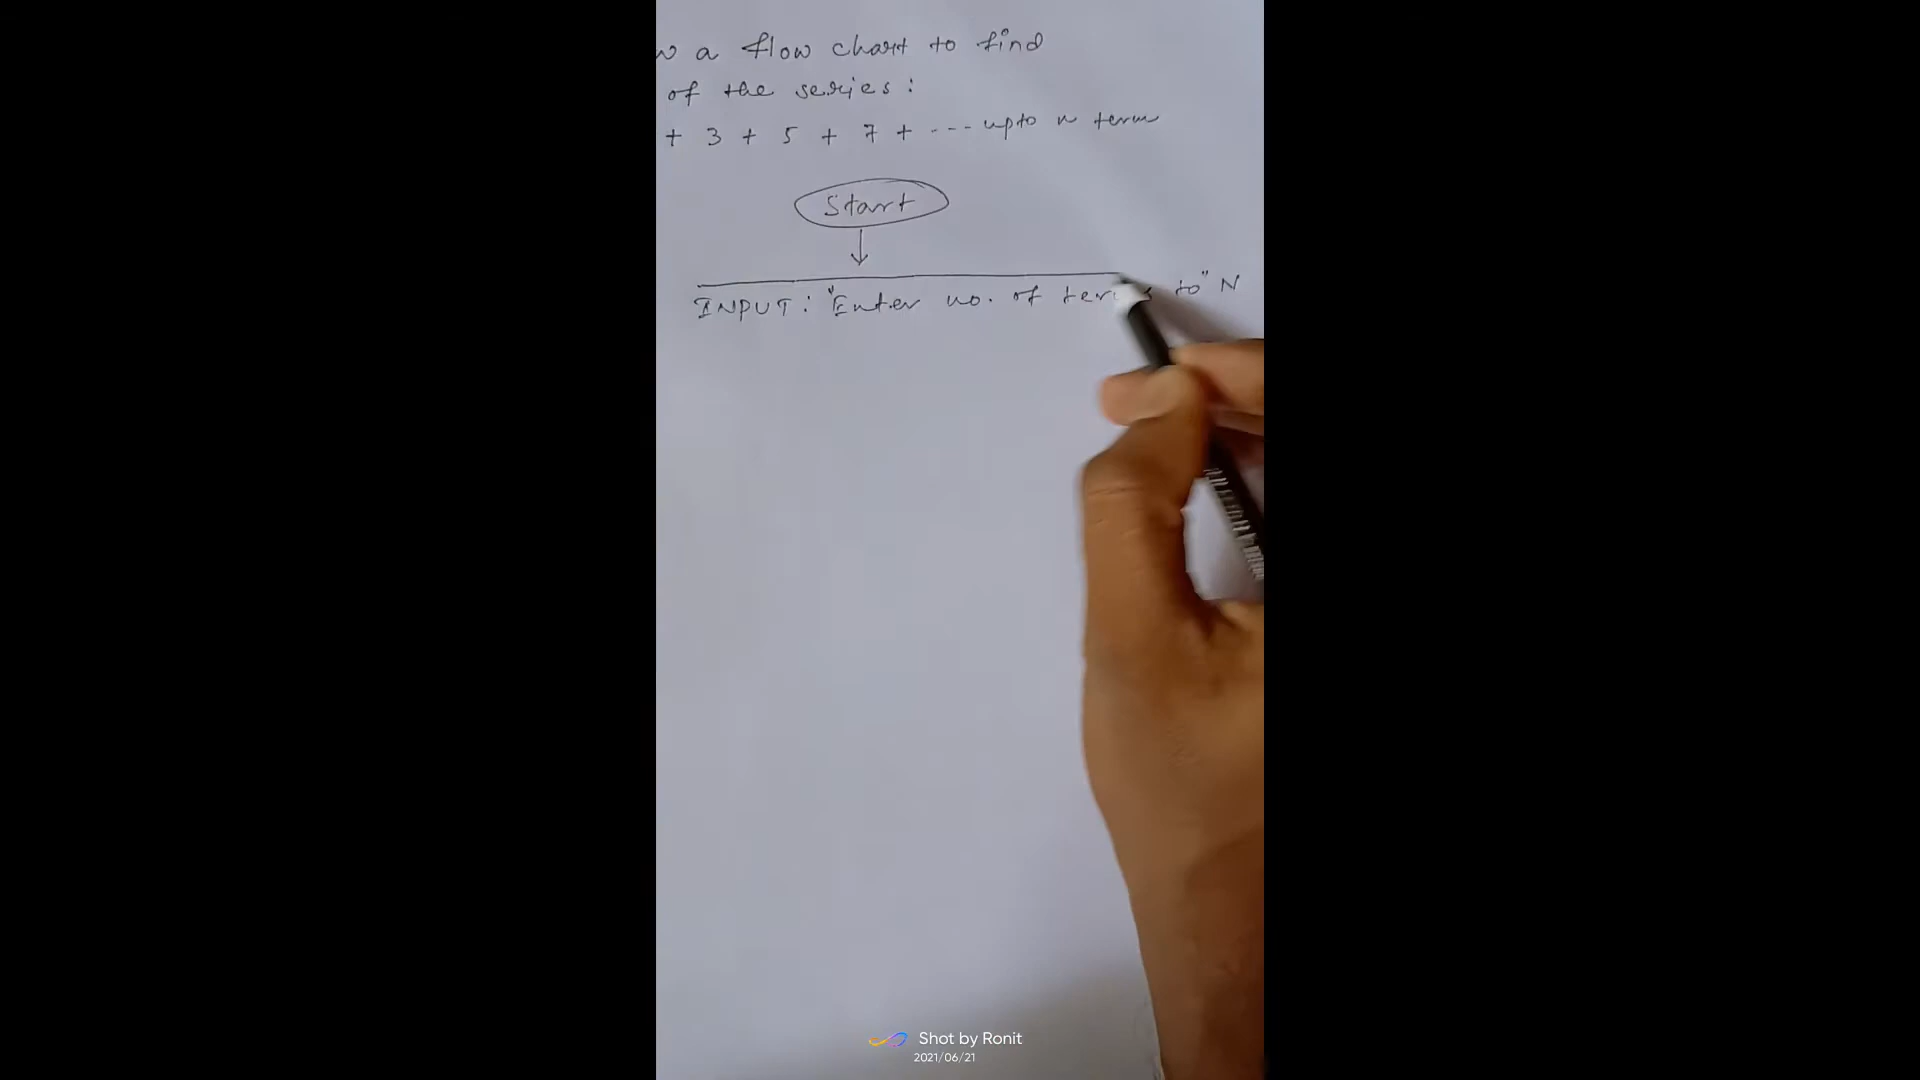 a flow chart to find
of the series:
+ 3 + 5 + 7 + ---- upto n term
Start
INPUT: "Enter no. of terms to" N
Shot by Ronit
2021/06/21